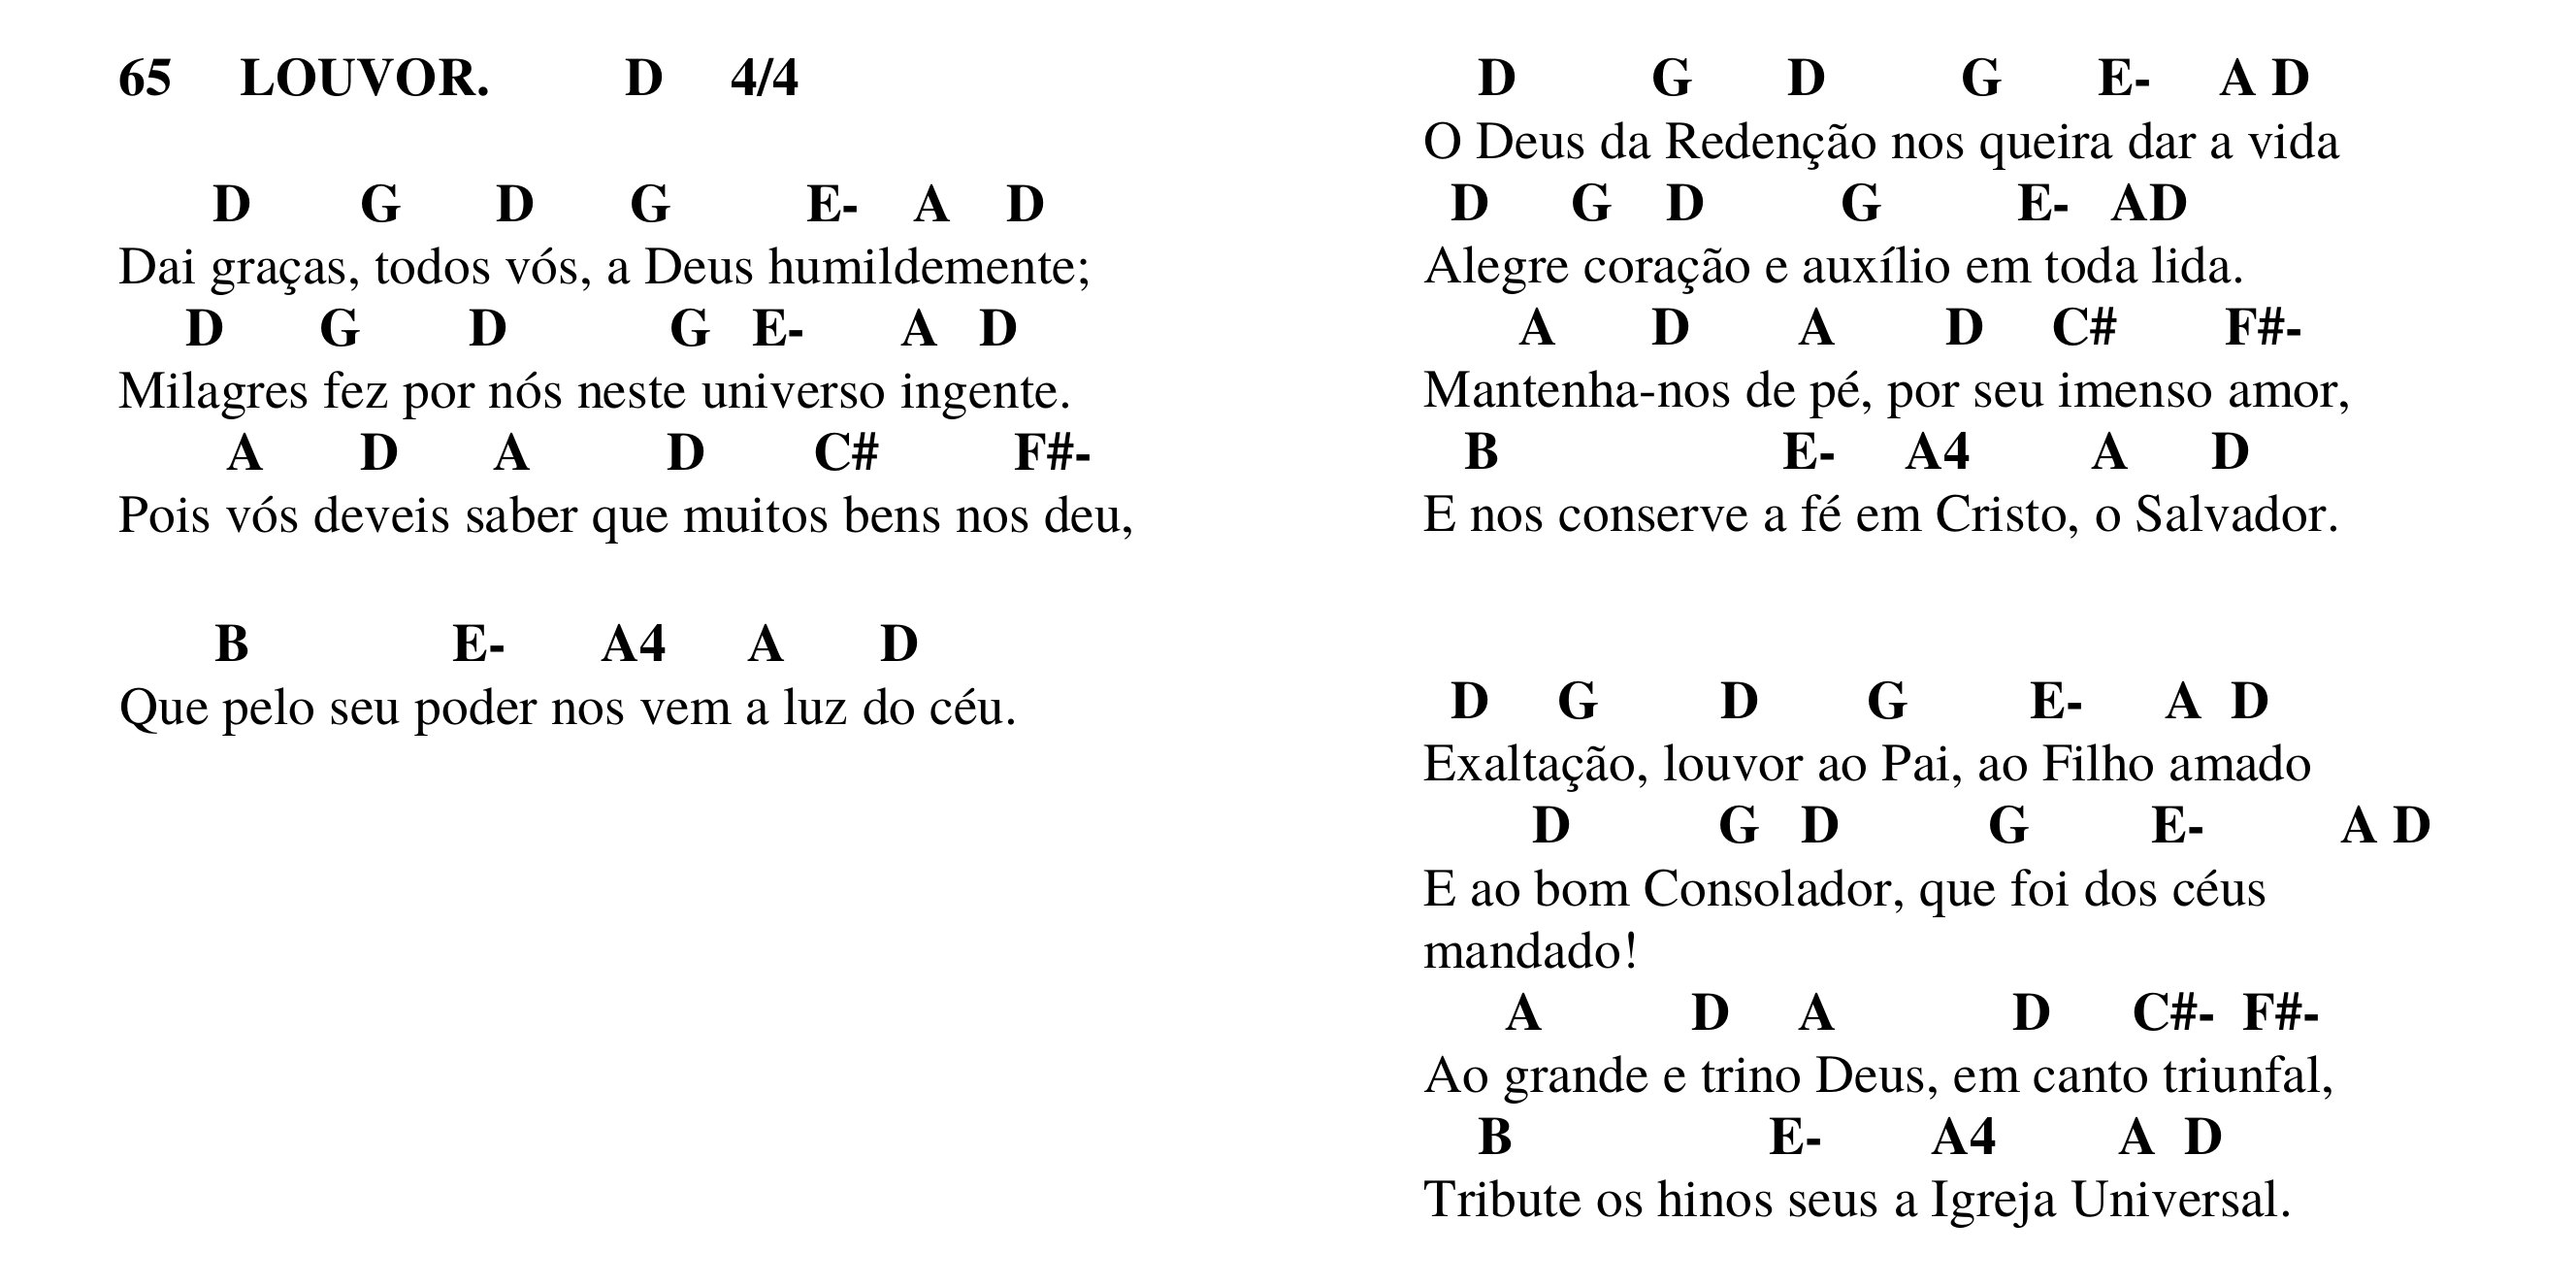 65 LOUVOR. D 4/4
D G D G E- A D
Dai graças, todos vós, a Deus humildemente;
D G D G E- A D
Milagres fez por nós neste universo ingente.
A D A D C# F#-
Pois vós deveis saber que muitos bens nos deu,
B E- A4 A D
Que pelo seu poder nos vem a luz do céu.
D G D G E- A D
O Deus da Redenção nos queira dar a vida
D G D G E- AD
Alegre coração e auxílio em toda lida.
A D A D C# F#-
Mantenha-nos de pé, por seu imenso amor,
B E- A4 A D
E nos conserve a fé em Cristo, o Salvador.
D G D G E- A D
Exaltação, louvor ao Pai, ao Filho amado
D G D G E- A D
E ao bom Consolador, que foi dos céus
mandado!
A D A D C#- F#-
Ao grande e trino Deus, em canto triunfal,
B E- A4 A D
Tribute os hinos seus a Igreja Universal.